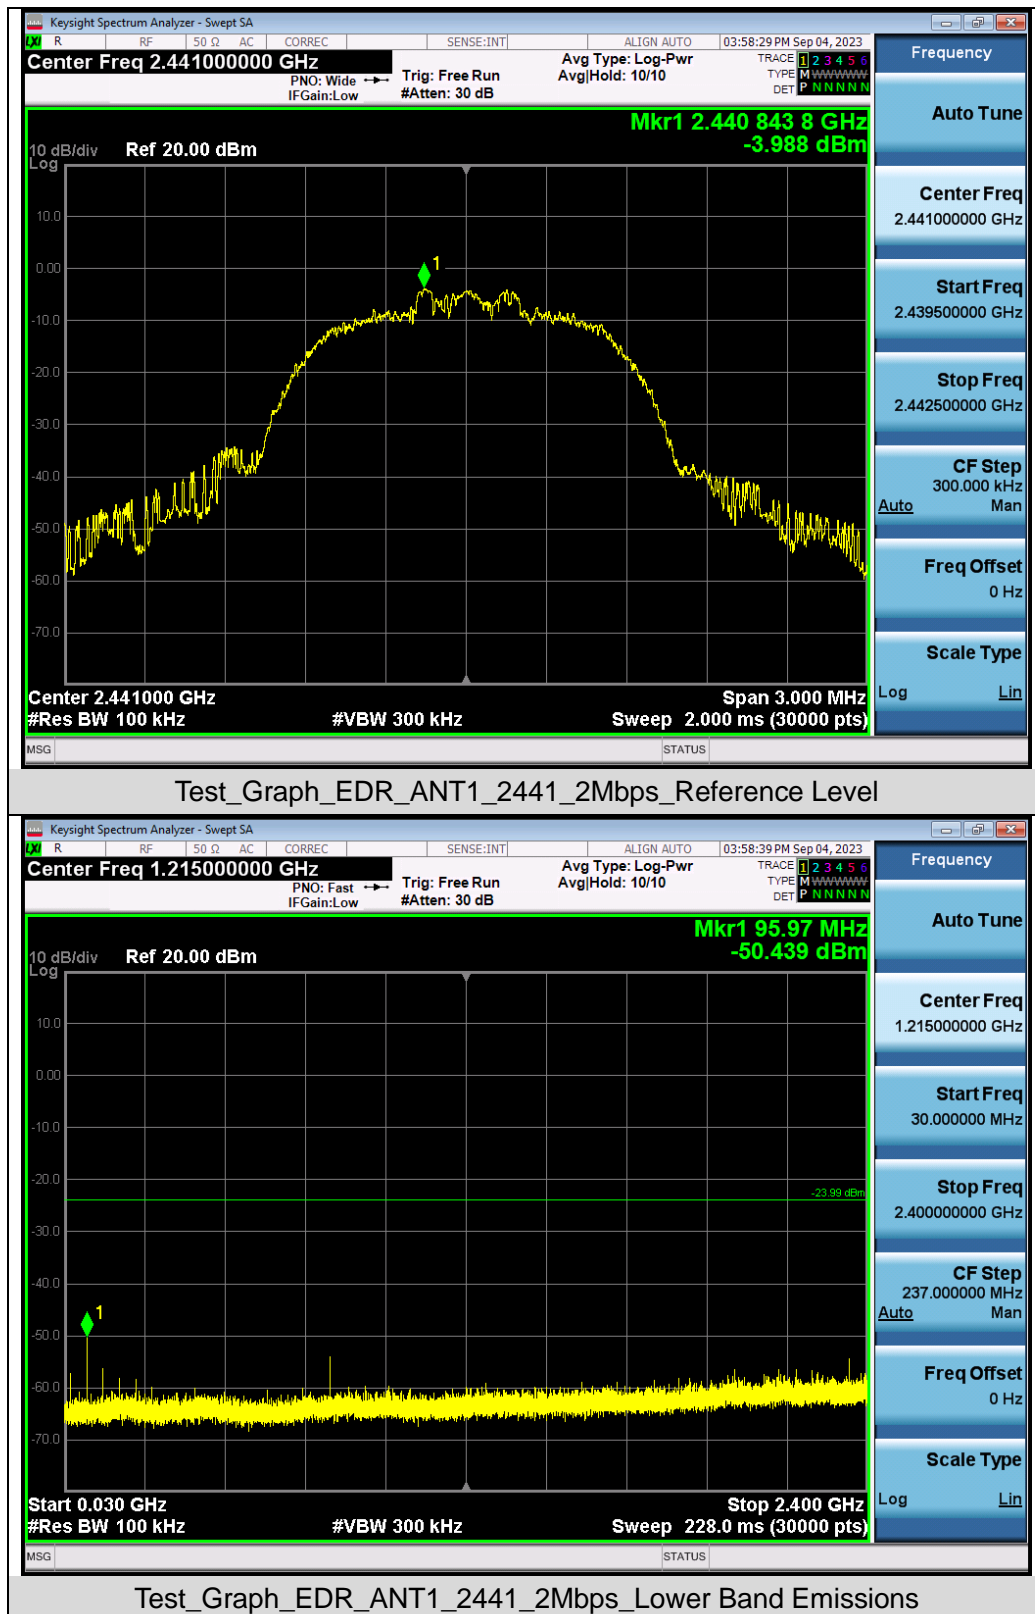 Keysight Spectrum Analyzer - Swept SA
LXI R RF 50 Ω AC CORREC SENSE:INT ALIGN AUTO 03:58:29 PM Sep 04, 2023
Center Freq 2.441000000 GHz
PNO: Wide
IFGain:Low
Trig: Free Run
#Atten: 30 dB
Avg Type: Log-Pwr
Avg|Hold: 10/10
TRACE 1 2 3 4 5 6
TYPE M W W W W W
DET P N N N N N
Mkr1 2.440 843 8 GHz
-3.988 dBm
10 dB/div
Log
Ref 20.00 dBm
10.0
0.00
-10.0
-20.0
-30.0
-40.0
-50.0
-60.0
-70.0
1
Center 2.441000 GHz
Span 3.000 MHz
#Res BW 100 kHz
#VBW 300 kHz
Sweep 2.000 ms (30000 pts)
MSG
STATUS
Frequency
Auto Tune
Center Freq
2.441000000 GHz
Start Freq
2.439500000 GHz
Stop Freq
2.442500000 GHz
CF Step
300.000 kHz
Auto Man
Freq Offset
0 Hz
Scale Type
Log Lin
Test_Graph_EDR_ANT1_2441_2Mbps_Reference Level
Keysight Spectrum Analyzer - Swept SA
LXI R RF 50 Ω AC CORREC SENSE:INT ALIGN AUTO 03:58:39 PM Sep 04, 2023
Center Freq 1.215000000 GHz
PNO: Fast
IFGain:Low
Trig: Free Run
#Atten: 30 dB
Avg Type: Log-Pwr
Avg|Hold: 10/10
TRACE 1 2 3 4 5 6
TYPE M W W W W W
DET P N N N N N
Mkr1 95.97 MHz
-50.439 dBm
10 dB/div
Log
Ref 20.00 dBm
10.0
0.00
-10.0
-20.0
-23.99 dBm
-30.0
-40.0
-50.0
-60.0
-70.0
1
Start 0.030 GHz
Stop 2.400 GHz
#Res BW 100 kHz
#VBW 300 kHz
Sweep 228.0 ms (30000 pts)
MSG
STATUS
Frequency
Auto Tune
Center Freq
1.215000000 GHz
Start Freq
30.000000 MHz
Stop Freq
2.400000000 GHz
CF Step
237.000000 MHz
Auto Man
Freq Offset
0 Hz
Scale Type
Log Lin
Test_Graph_EDR_ANT1_2441_2Mbps_Lower Band Emissions